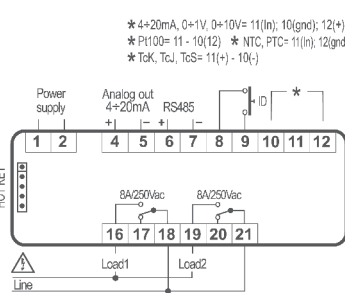 * 4÷20mA, 0÷1V, 0÷10V= 11(In); 10(gnd); 12(+)
* Pt100= 11 - 10(12) * NTC, PTC= 11(In); 12(gnd
* TcK, TcJ, TcS= 11(+) - 10(-)
Power supply
Analog out 4÷20mA
RS485
ID
*
+ - + -
1 2 4 5 6 7 8 9 10 11 12
HOT KEY
8A/250Vac 8A/250Vac
16 17 18 19 20 21
Load1 Load2
Line